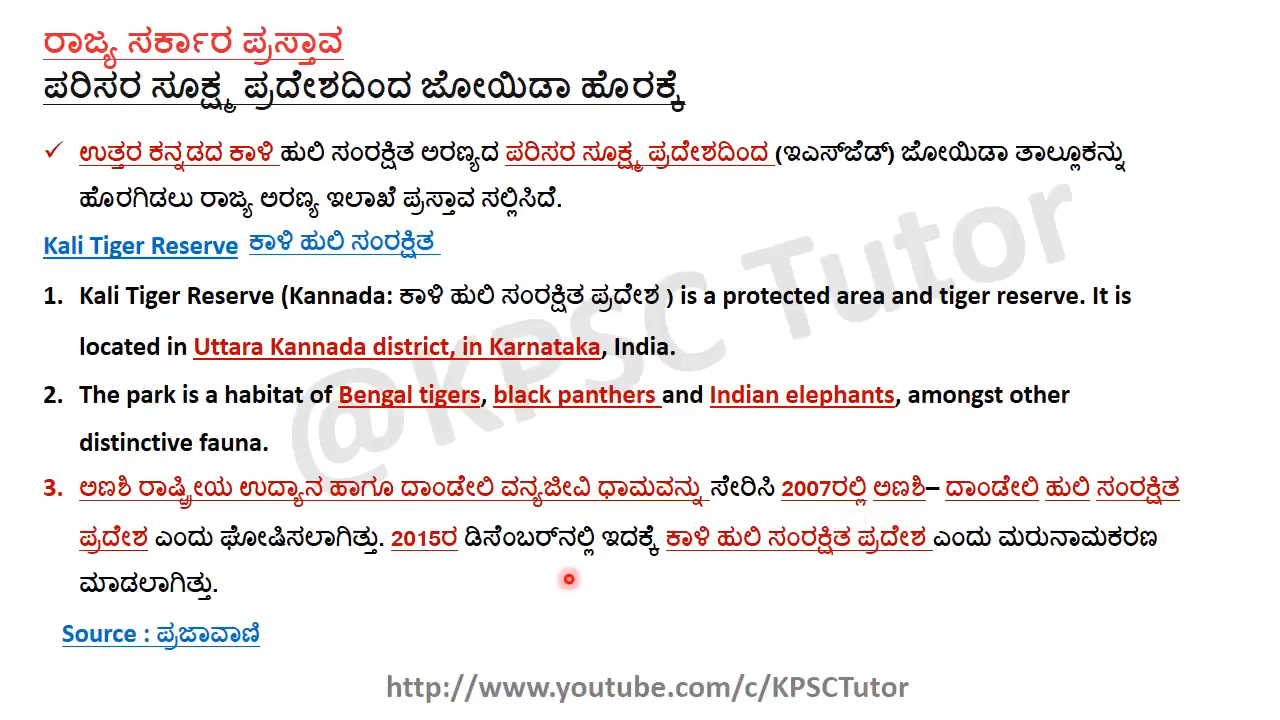 ರಾಜ್ಯ ಸರ್ಕಾರ ಪ್ರಸ್ತಾವ
ಪರಿಸರ ಸೂಕ್ಷ್ಮ ಪ್ರದೇಶದಿಂದ ಜೋಯಿಡಾ ಹೊರಕ್ಕೆ
✓ ಉತ್ತರ ಕನ್ನಡದ ಕಾಳಿ ಹುಲಿ ಸಂರಕ್ಷಿತ ಅರಣ್ಯದ ಪರಿಸರ ಸೂಕ್ಷ್ಮ ಪ್ರದೇಶದಿಂದ (ಇಎಸ್‌ಜೆಡ್) ಜೋಯಿಡಾ ತಾಲ್ಲೂಕನ್ನು
ಹೊರಗಿಡಲು ರಾಜ್ಯ ಅರಣ್ಯ ಇಲಾಖೆ ಪ್ರಸ್ತಾವ ಸಲ್ಲಿಸಿದೆ.
Kali Tiger Reserve ಕಾಳಿ ಹುಲಿ ಸಂರಕ್ಷಿತ
1. Kali Tiger Reserve (Kannada: ಕಾಳಿ ಹುಲಿ ಸಂರಕ್ಷಿತ ಪ್ರದೇಶ ) is a protected area and tiger reserve. It is
located in Uttara Kannada district, in Karnataka, India.
2. The park is a habitat of Bengal tigers, black panthers and Indian elephants, amongst other
distinctive fauna.
3. ಅಣಶಿ ರಾಷ್ಟ್ರೀಯ ಉದ್ಯಾನ ಹಾಗೂ ದಾಂಡೇಲಿ ವನ್ಯಜೀವಿ ಧಾಮವನ್ನು ಸೇರಿಸಿ 2007ರಲ್ಲಿ ಅಣಶಿ– ದಾಂಡೇಲಿ ಹುಲಿ ಸಂರಕ್ಷಿತ
ಪ್ರದೇಶ ಎಂದು ಘೋಷಿಸಲಾಗಿತ್ತು. 2015ರ ಡಿಸೆಂಬರ್‌ನಲ್ಲಿ ಇದಕ್ಕೆ ಕಾಳಿ ಹುಲಿ ಸಂರಕ್ಷಿತ ಪ್ರದೇಶ ಎಂದು ಮರುನಾಮಕರಣ
ಮಾಡಲಾಗಿತ್ತು.
Source : ಪ್ರಜಾವಾಣಿ
@KPSC Tutor
http://www.youtube.com/c/KPSCTutor